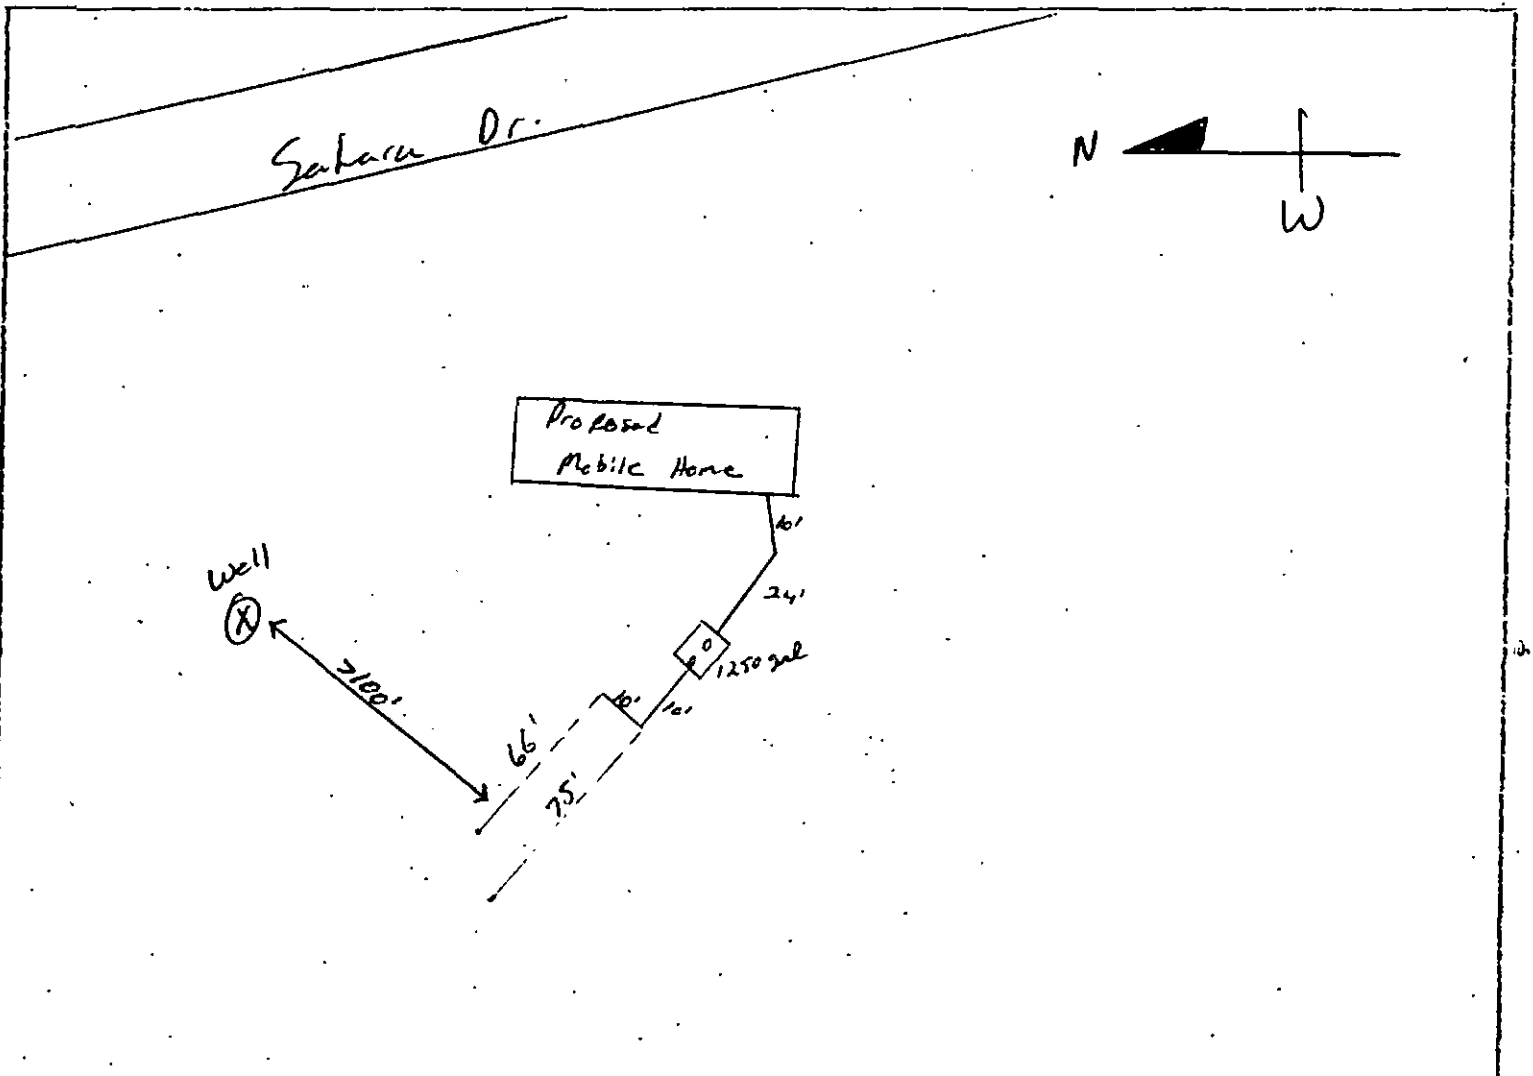 Sahara Dr.
N
W
Proposed
Mobile Home
10'
24'
Well
1250 gal
>100'
10'
10'
66'
75'